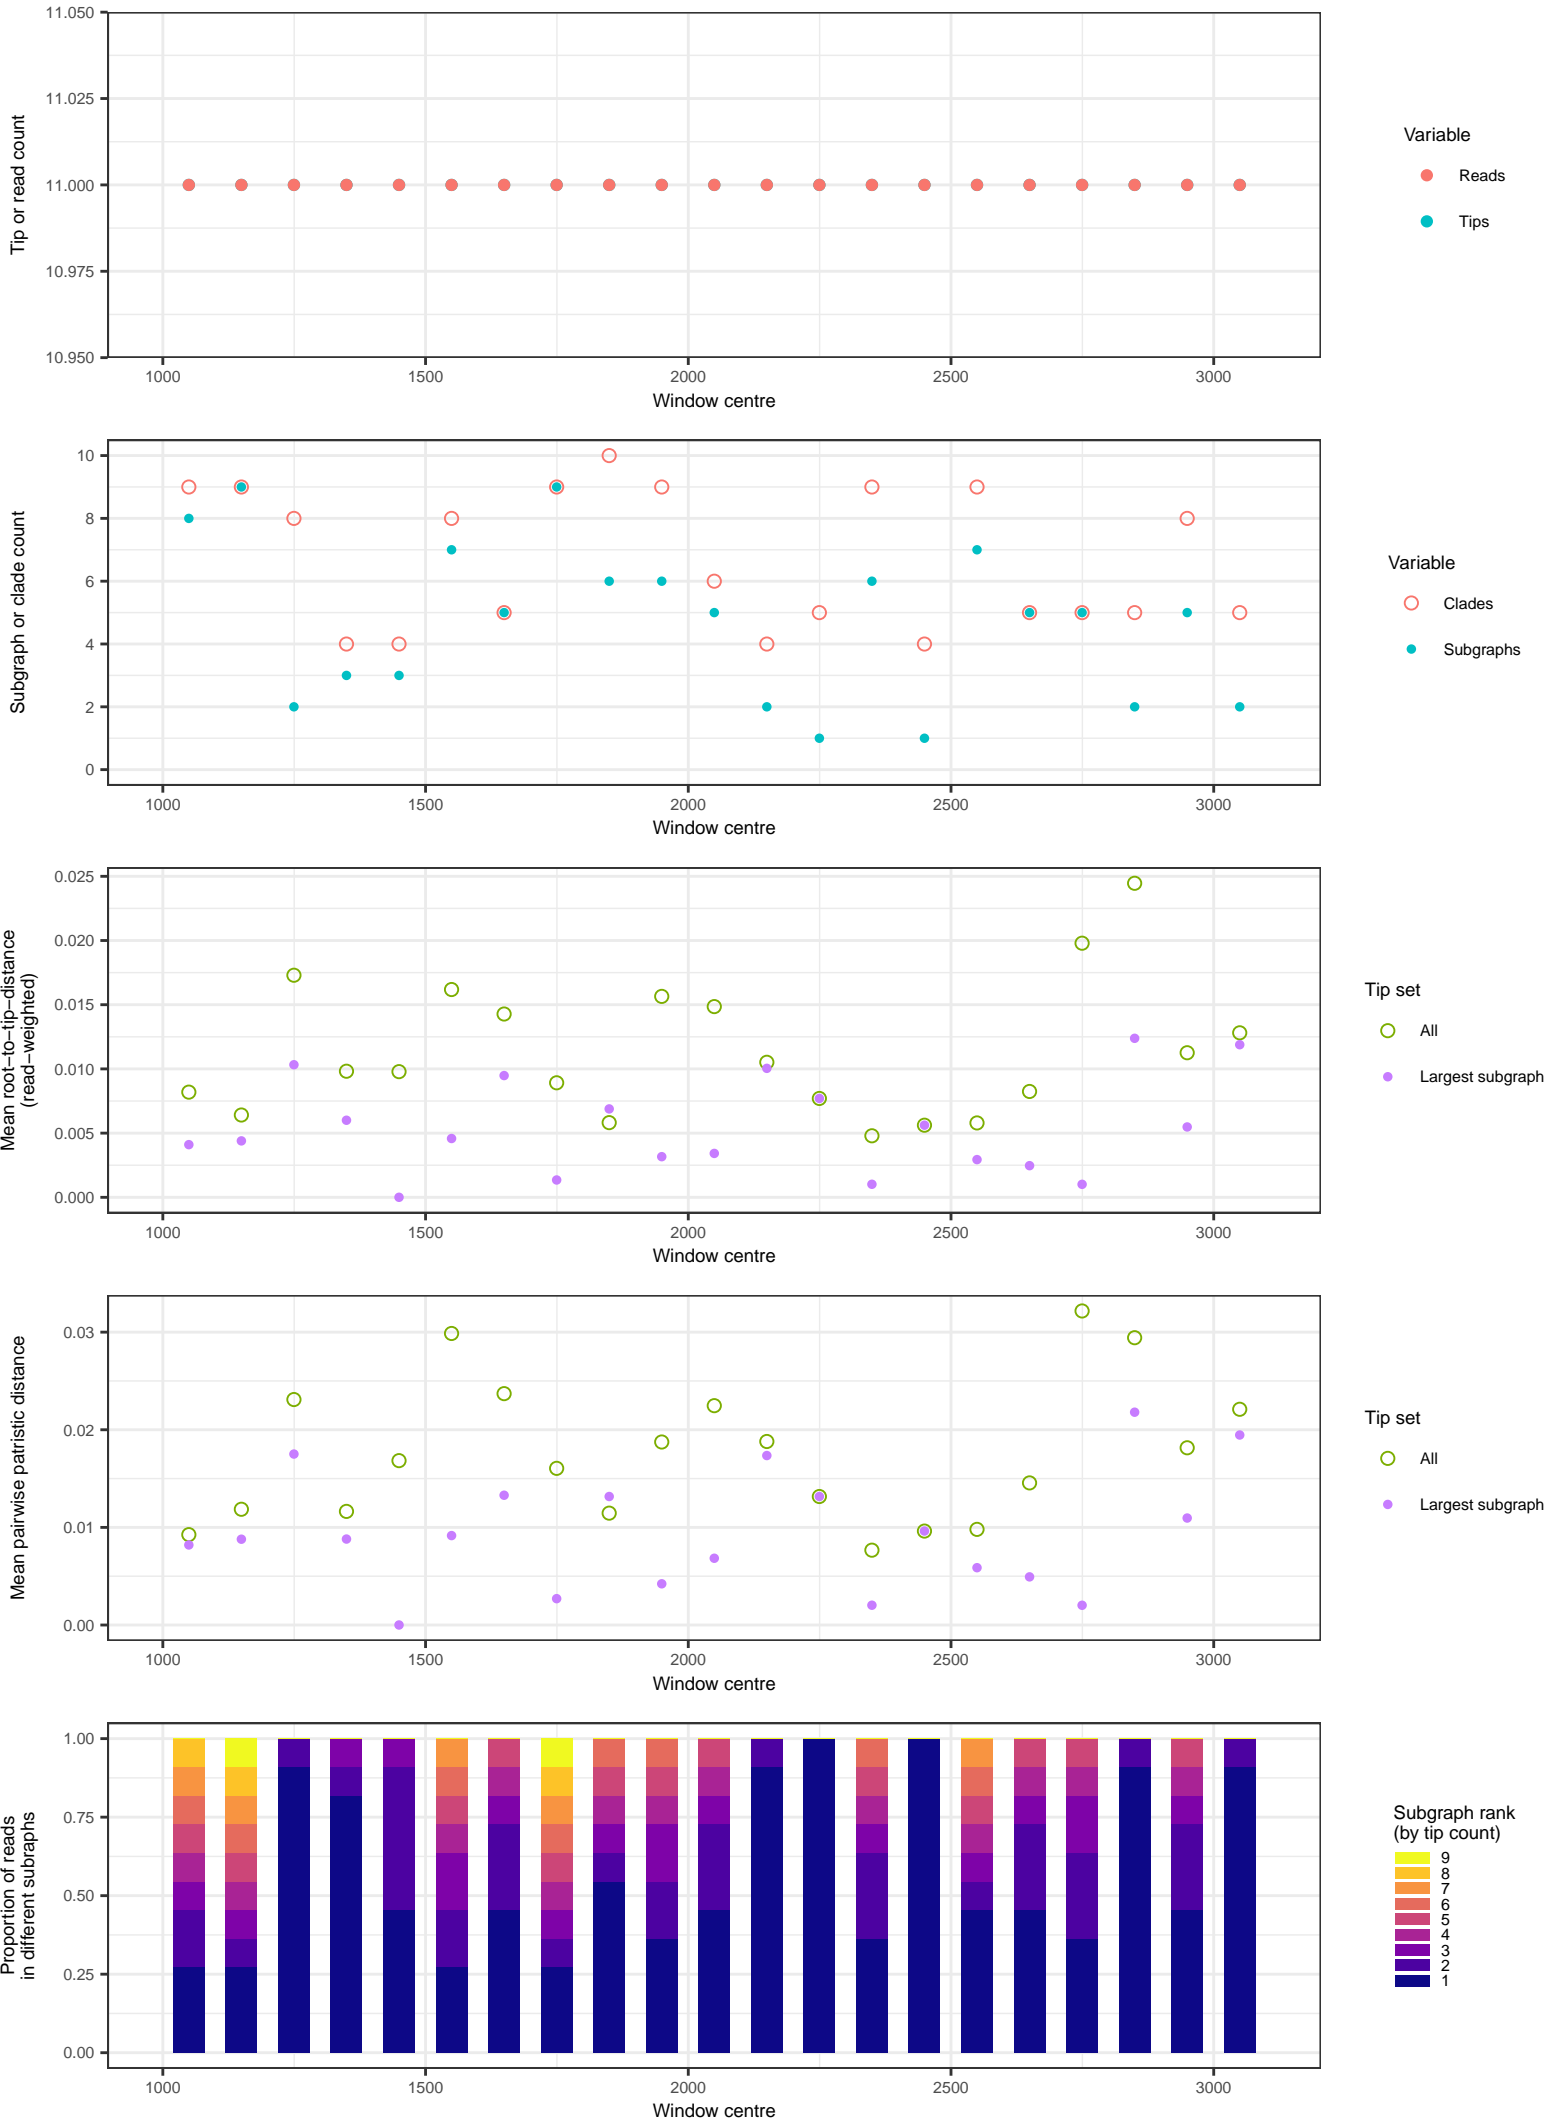 11.050
11.025
11.000
10.975
10.950
Tip or read count
1000 1500 2000 2500 3000
Window centre
Variable
Reads
Tips
10
8
6
4
2
0
Subgraph or clade count
1000 1500 2000 2500 3000
Window centre
Variable
Clades
Subgraphs
0.025
0.020
0.015
0.010
0.005
0.000
Mean root−to−tip−distance
(read−weighted)
1000 1500 2000 2500 3000
Window centre
Tip set
All
Largest subgraph
0.03
0.02
0.01
0.00
Mean pairwise patristic distance
1000 1500 2000 2500 3000
Window centre
Tip set
All
Largest subgraph
1.00
0.75
0.50
0.25
0.00
Proportion of reads
in different subraphs
1000 1500 2000 2500 3000
Window centre
Subgraph rank
(by tip count)
9
8
7
6
5
4
3
2
1